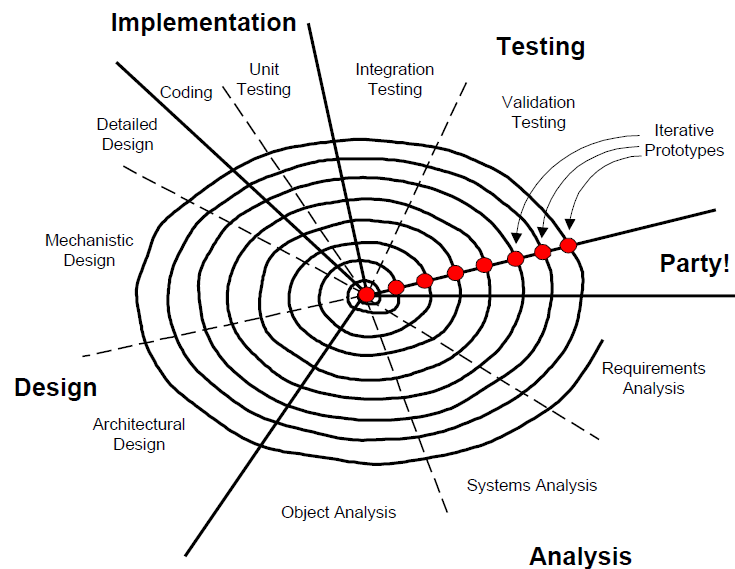 Implementation
Testing
Unit
Testing
Integration
Testing
Coding
Validation
Testing
Detailed
Design
Iterative
Prototypes
Mechanistic
Design
Party!
Requirements
Analysis
Design
Architectural
Design
Systems Analysis
Object Analysis
Analysis